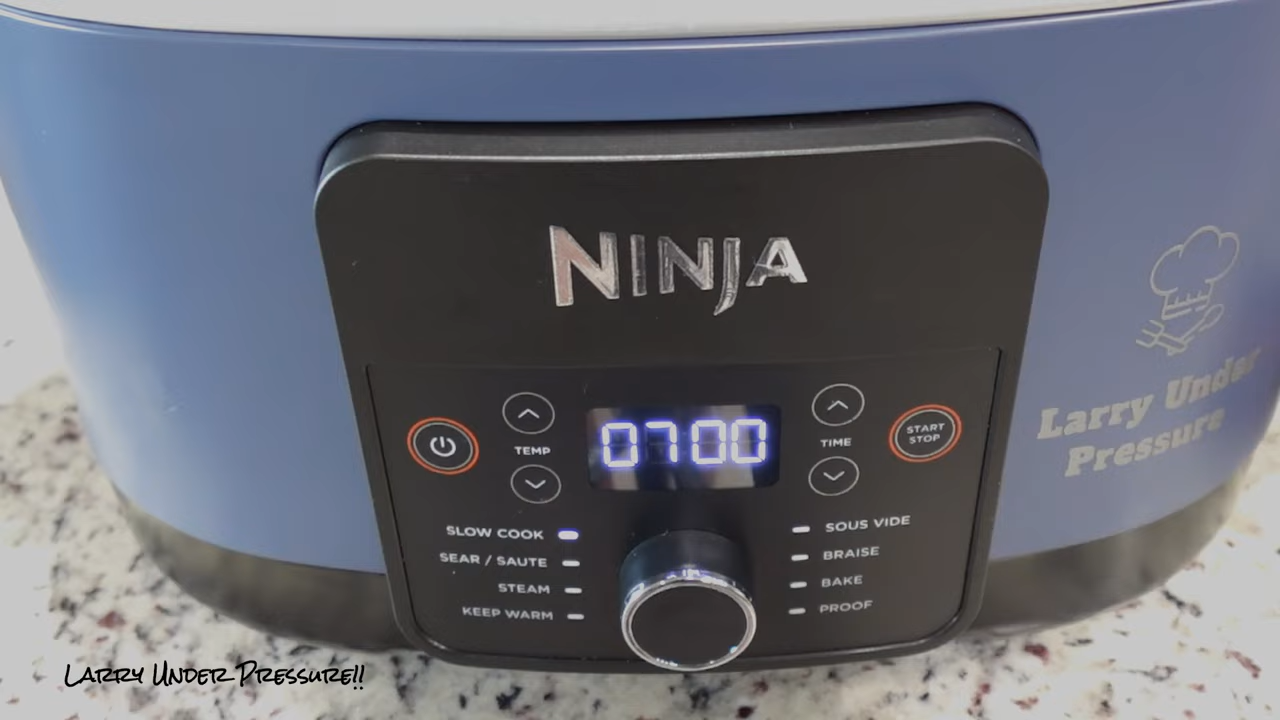 NINJA
TEMP
0700
TIME
START
STOP
SLOW COOK
SEAR / SAUTE
STEAM
KEEP WARM
SOUS VIDE
BRAISE
BAKE
PROOF
Larry Under
Pressure
LARRY UNDER PRESSURE!!